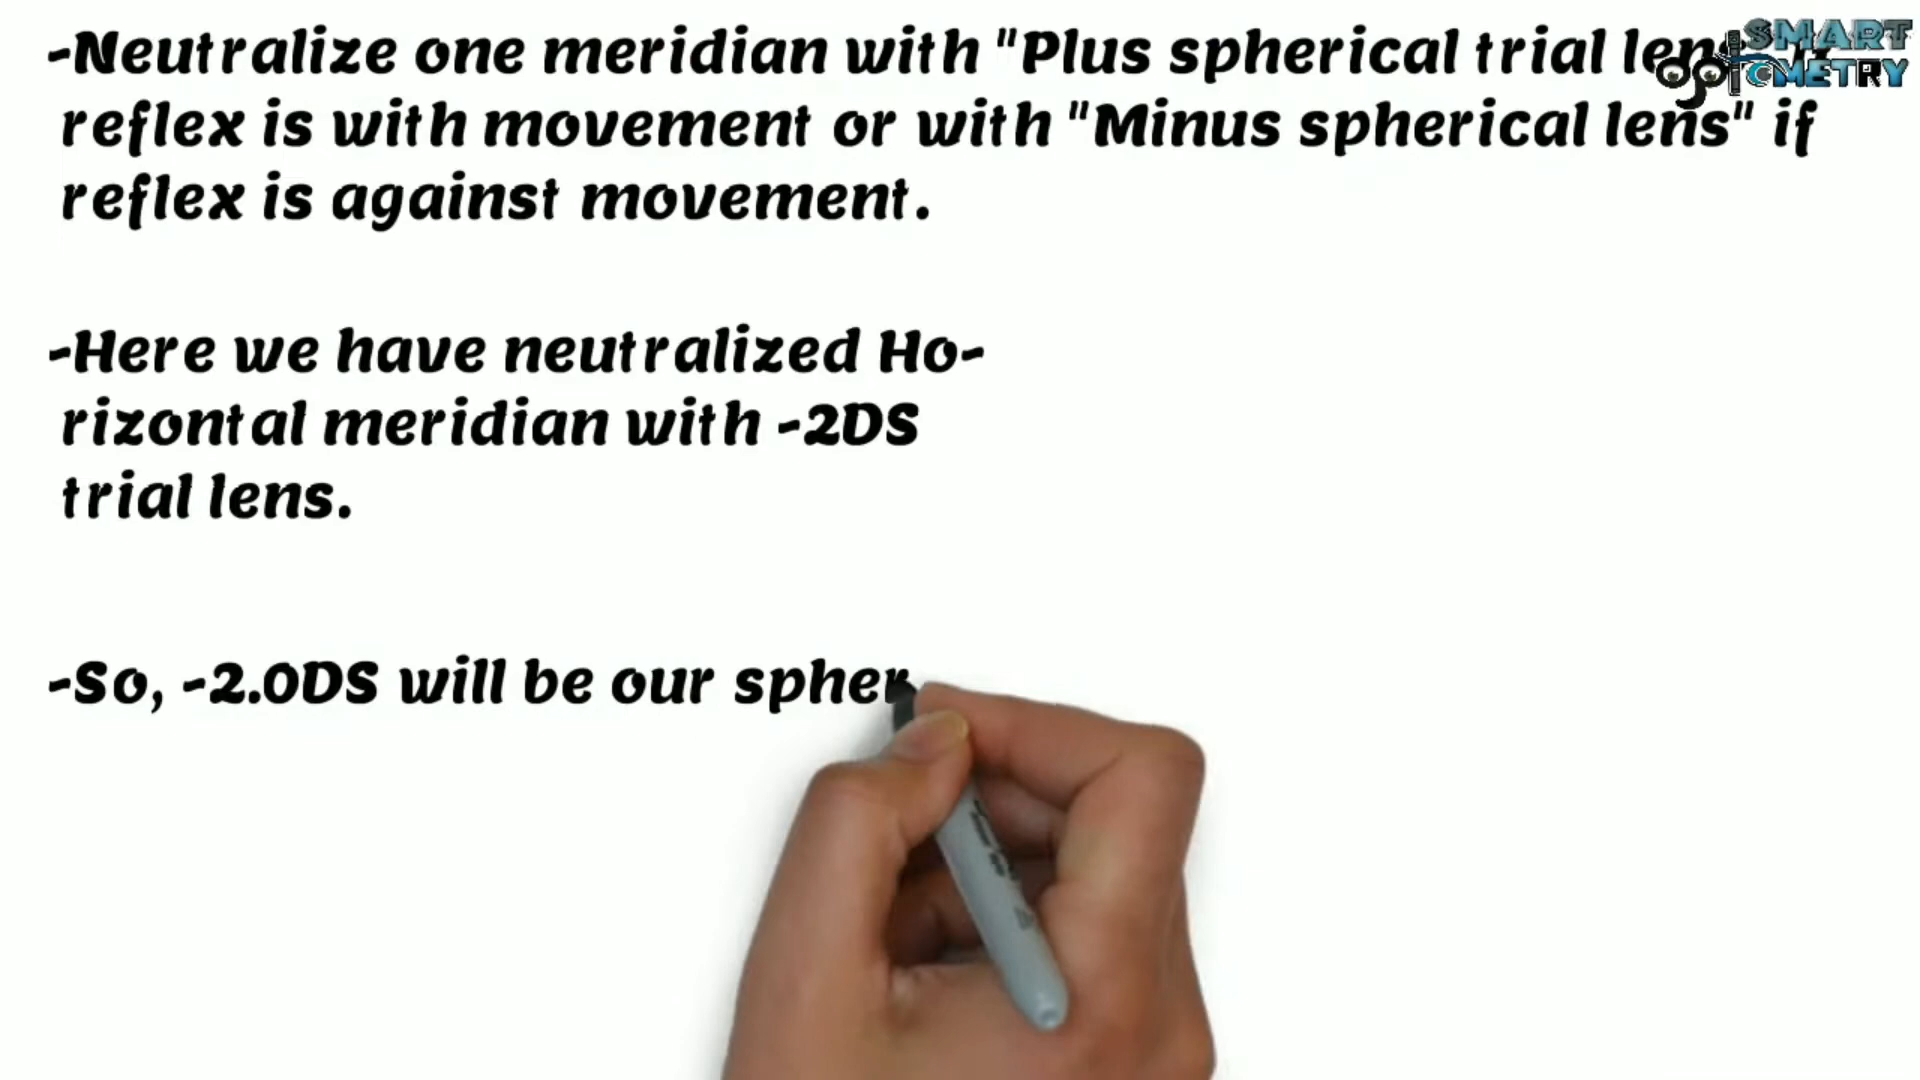 -Neutralize one meridian with "Plus spherical trial
reflex is with movement or with "Minus spherical lens" if
reflex is against movement.
-Here we have neutralized Ho-
rizontal meridian with -2DS
trial lens.
-So, -2.0DS will be our spher
SMART
OPTOMETRY